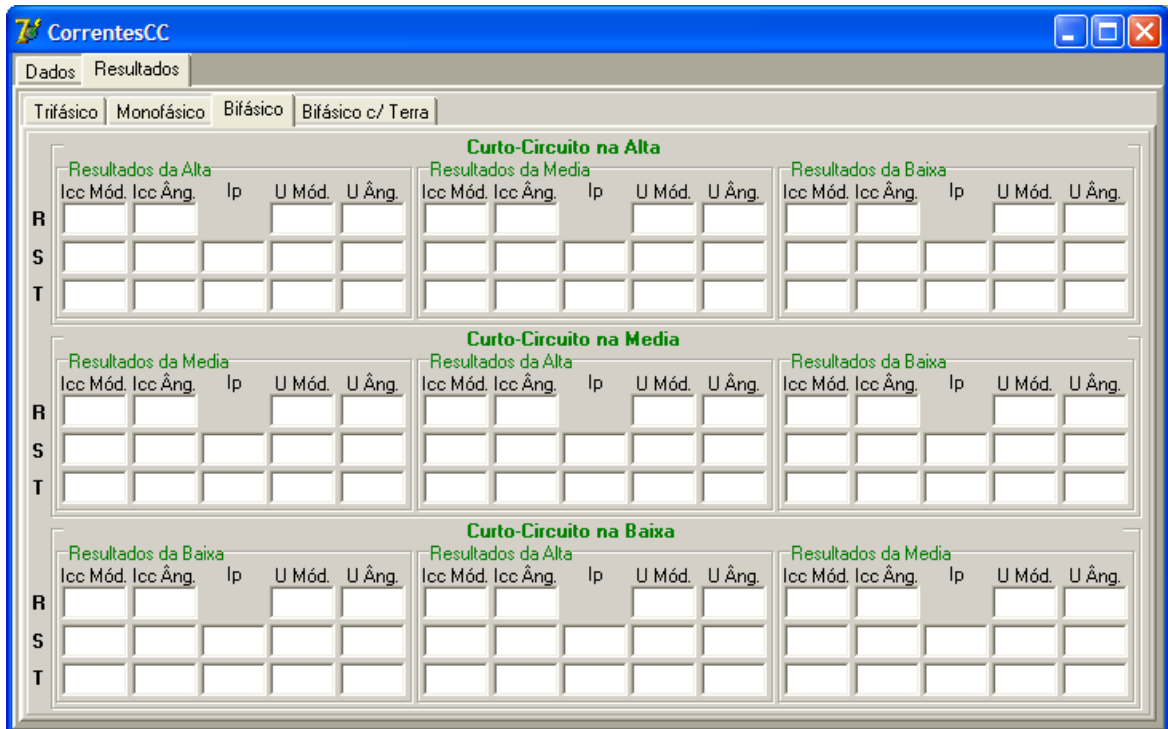 CorrentesCC
Dados Resultados
Trifásico Monofásico Bifásico Bifásico c/ Terra
Curto-Circuito na Alta
Resultados da Alta Resultados da Media Resultados da Baixa
Icc Mód. Icc Âng. Ip U Mód. U Âng. Icc Mód. Icc Âng. Ip U Mód. U Âng. Icc Mód. Icc Âng. Ip U Mód. U Âng.
R
S
T
Curto-Circuito na Media
Resultados da Media Resultados da Alta Resultados da Baixa
Icc Mód. Icc Âng. Ip U Mód. U Âng. Icc Mód. Icc Âng. Ip U Mód. U Âng. Icc Mód. Icc Âng. Ip U Mód. U Âng.
R
S
T
Curto-Circuito na Baixa
Resultados da Baixa Resultados da Alta Resultados da Media
Icc Mód. Icc Âng. Ip U Mód. U Âng. Icc Mód. Icc Âng. Ip U Mód. U Âng. Icc Mód. Icc Âng. Ip U Mód. U Âng.
R
S
T